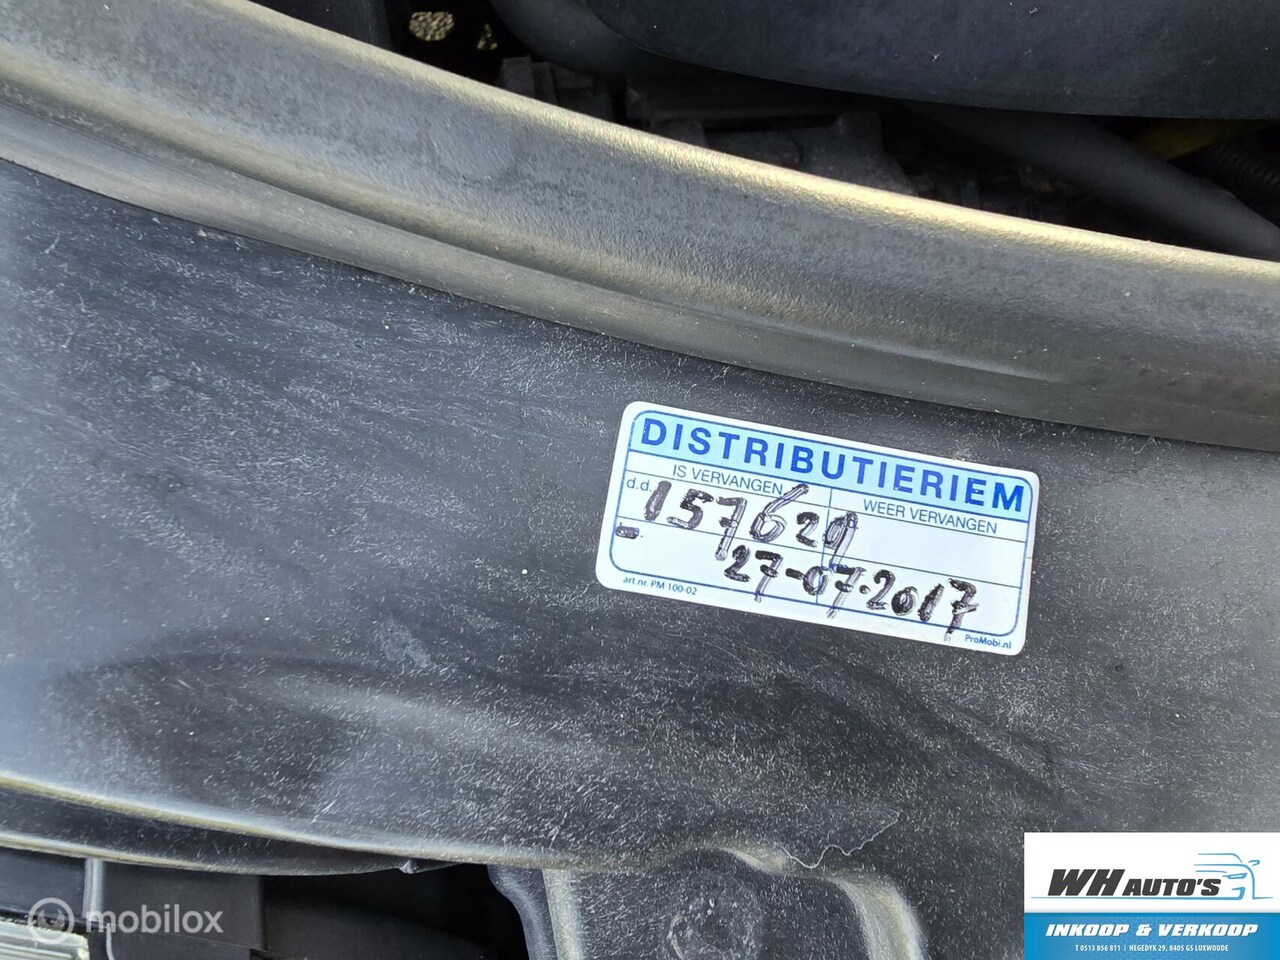 DISTRIBUTIERIEM
IS VERVANGEN
WEER VERVANGEN
d.d. 157629
27-07-2017
art.nr. PM 100-02
ProMobi.nl
mobilox
WH AUTO'S
INKOOP & VERKOOP
T 0513 856 811 | HEGEDYK 29, 8405 GS LUXWOUDE